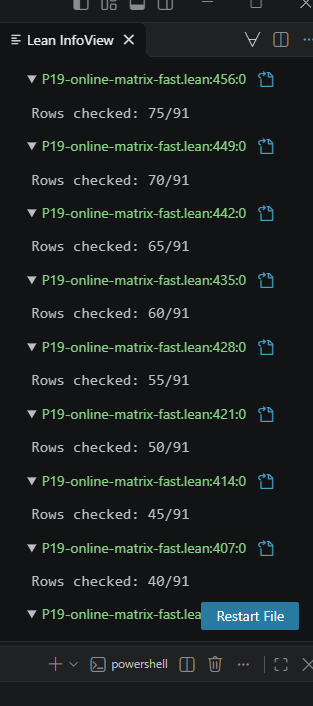 Lean InfoView
P19-online-matrix-fast.lean:456:0
Rows checked: 75/91
P19-online-matrix-fast.lean:449:0
Rows checked: 70/91
P19-online-matrix-fast.lean:442:0
Rows checked: 65/91
P19-online-matrix-fast.lean:435:0
Rows checked: 60/91
P19-online-matrix-fast.lean:428:0
Rows checked: 55/91
P19-online-matrix-fast.lean:421:0
Rows checked: 50/91
P19-online-matrix-fast.lean:414:0
Rows checked: 45/91
P19-online-matrix-fast.lean:407:0
Rows checked: 40/91
P19-online-matrix-fast.lea
Restart File
powershell